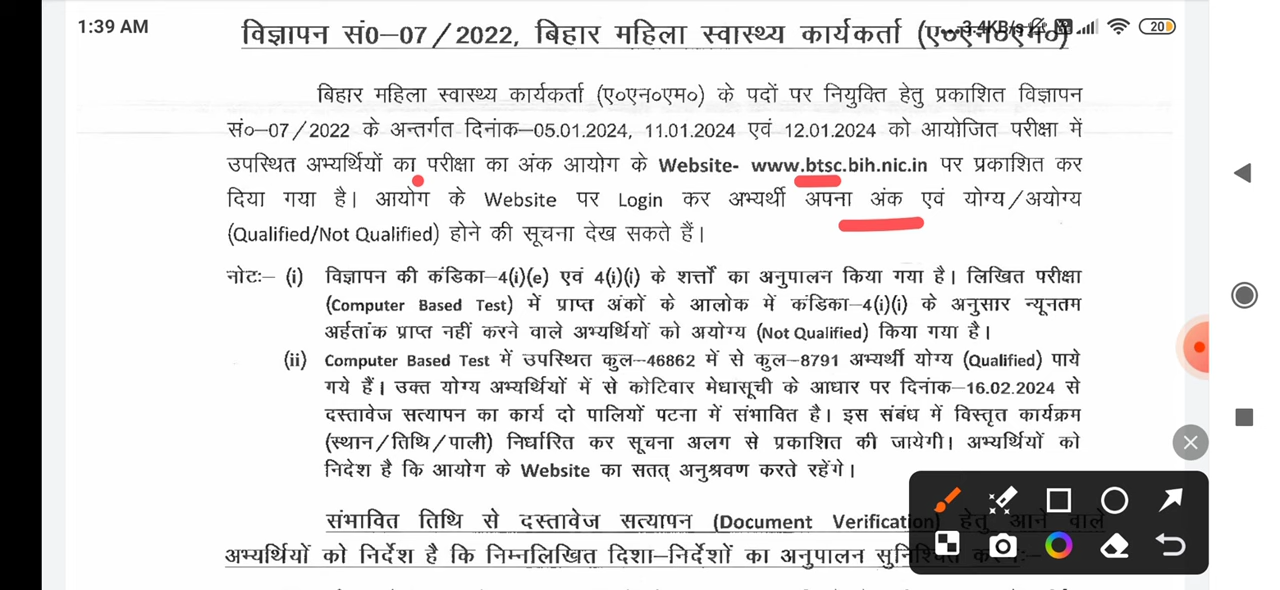 1:39 AM
3.4KB/s
20
विज्ञापन सं0-07/2022, बिहार महिला स्वास्थ्य कार्यकर्ता (ए०एन०एम०)
बिहार महिला स्वास्थ्य कार्यकर्ता (ए०एन०एम०) के पदों पर नियुक्ति हेतु प्रकाशित विज्ञापन
सं०-07/2022 के अन्तर्गत दिनांक-05.01.2024, 11.01.2024 एवं 12.01.2024 को आयोजित परीक्षा में
उपस्थित अभ्यर्थियों का परीक्षा का अंक आयोग के Website- www.btsc.bih.nic.in पर प्रकाशित कर
दिया गया है। आयोग के Website पर Login कर अभ्यर्थी अपना अंक एवं योग्य/अयोग्य
(Qualified/Not Qualified) होने की सूचना देख सकते हैं।
नोटः- (i) विज्ञापन की कंडिका-4(i)(e) एवं 4(i)(i) के शर्त्तों का अनुपालन किया गया है। लिखित परीक्षा
(Computer Based Test) में प्राप्त अंकों के आलोक में कंडिका-4(i)(i) के अनुसार न्यूनतम
अर्हतांक प्राप्त नहीं करने वाले अभ्यर्थियों को अयोग्य (Not Qualified) किया गया है।
(ii) Computer Based Test में उपस्थित कुल-46862 में से कुल-8791 अभ्यर्थी योग्य (Qualified) पाये
गये हैं। उक्त योग्य अभ्यर्थियों में से कोटिवार मेधासूची के आधार पर दिनांक-16.02.2024 से
दस्तावेज सत्यापन का कार्य दो पालियों पटना में संभावित है। इस संबंध में विस्तृत कार्यक्रम
(स्थान/तिथि/पाली) निर्धारित कर सूचना अलग से प्रकाशित की जायेगी। अभ्यर्थियों को
निदेश है कि आयोग के Website का सतत् अनुश्रवण करते रहेंगे।
संभावित तिथि से दस्तावेज सत्यापन (Document Verification) हेतु आने वाले
अभ्यर्थियों को निर्देश है कि निम्नलिखित दिशा-निर्देशों का अनुपालन सुनिश्चित करेंगेः-